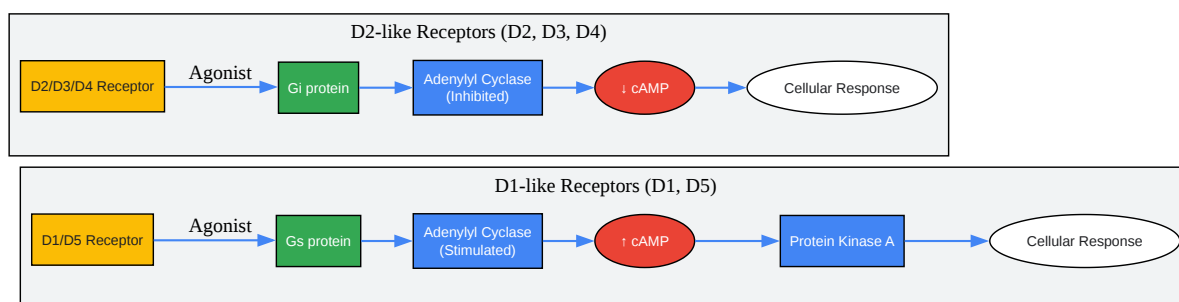 D2-like Receptors (D2, D3, D4)
D2/D3/D4 Receptor
Agonist
Gi protein
Adenylyl Cyclase
(Inhibited)
↓ cAMP
Cellular Response
D1-like Receptors (D1, D5)
D1/D5 Receptor
Agonist
Gs protein
Adenylyl Cyclase
(Stimulated)
↑ cAMP
Protein Kinase A
Cellular Response